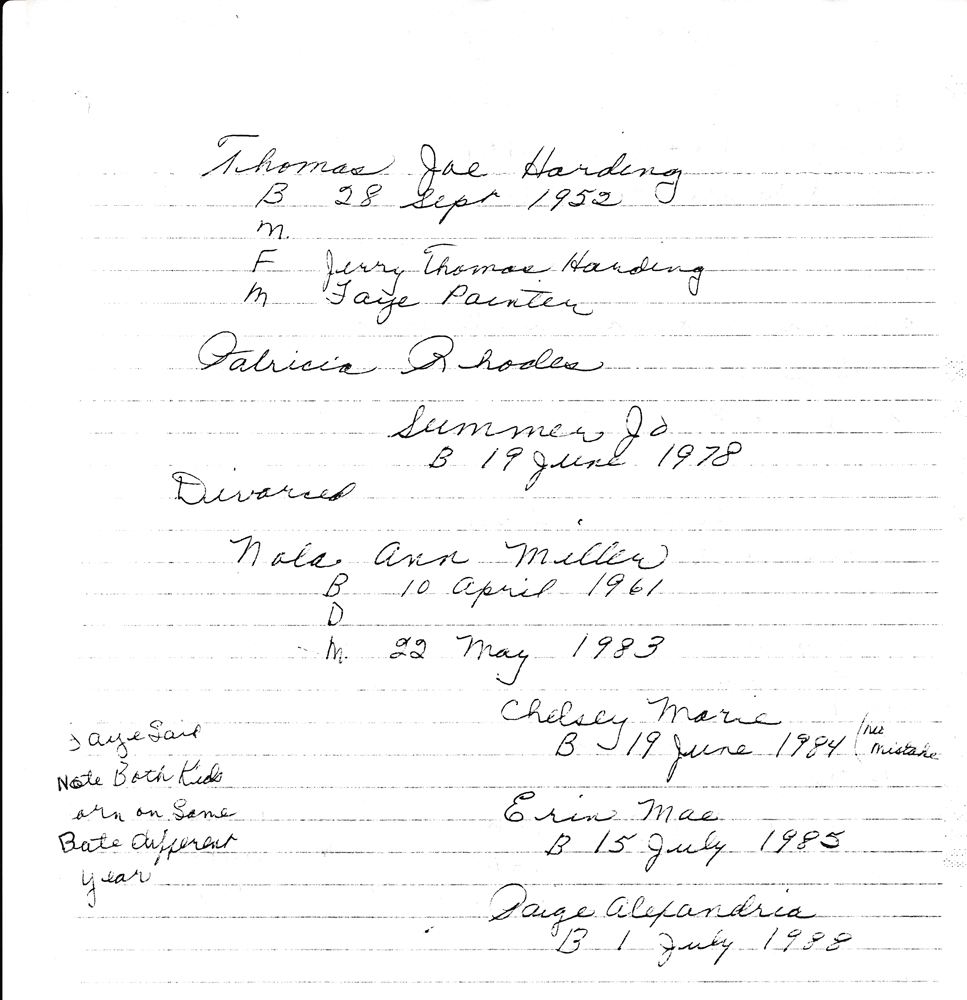 Thomas Joe Harding
B 28 Sept 1952
m.
F Jerry Thomas Harding
m Faye Painter
Patricia Rhodes
Summer Jo
B 19 June 1978
Divorced
Nola Ann Miller
B 10 April 1961
D
m. 22 May 1983
Chelsey Marie
B 19 June 1984 (no
mistake
Faye Said
Note Both Kids
orn on Same
Date different
year
Erin Mae
B 15 July 1985
Paige Alexandria
B 1 July 1988